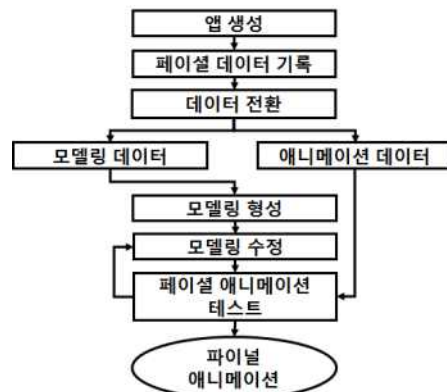 앱 생성
페이셜 데이터 기록
데이터 전환
모델링 데이터
애니메이션 데이터
모델링 형성
모델링 수정
페이셜 애니메이션
테스트
파이널
애니메이션